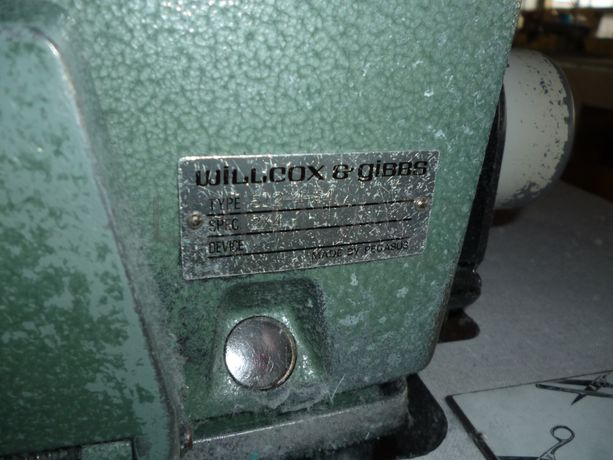 WILLCOX & GIBBS
TYPE
SPEC
DEVICE
MADE BY PEGASUS